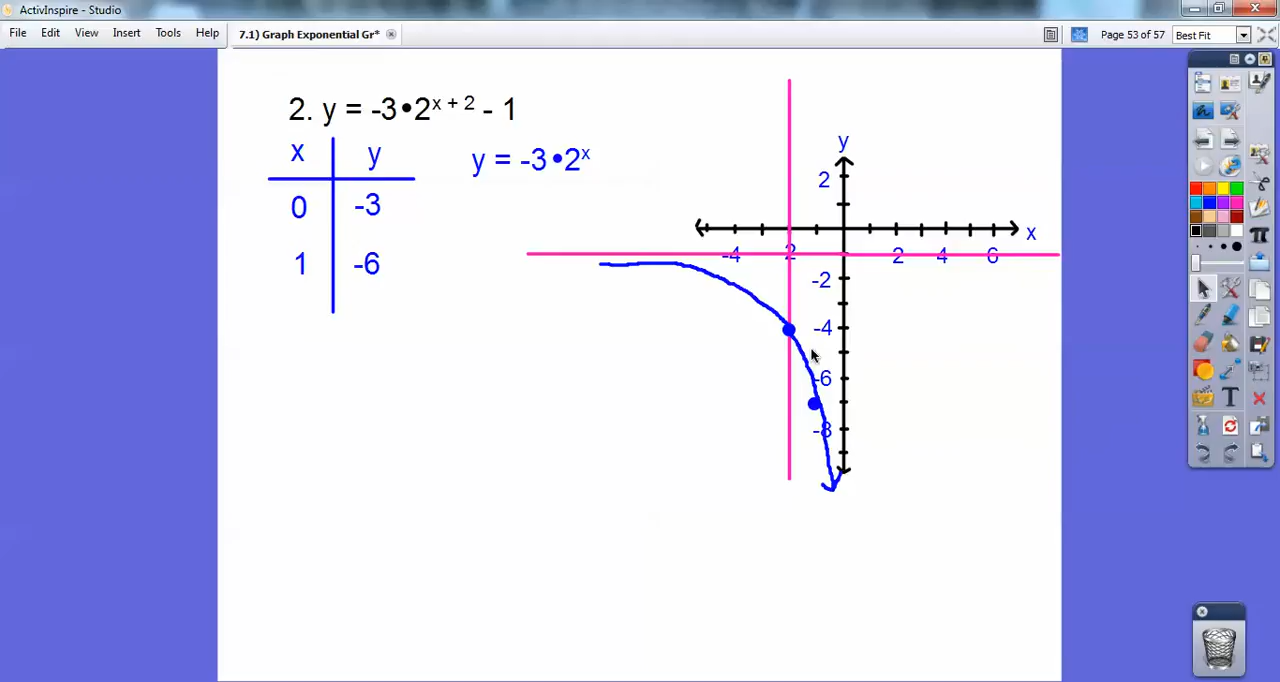 ActivInspire - Studio
File Edit View Insert Tools Help
7.1) Graph Exponential Gr*
Page 53 of 57
Best Fit
2. y = -3•2^{x + 2} - 1
x y
y = -3•2^x
0 -3
1 -6
y
2
x
-4 2 2 4 6
-2
-4
-6
-8